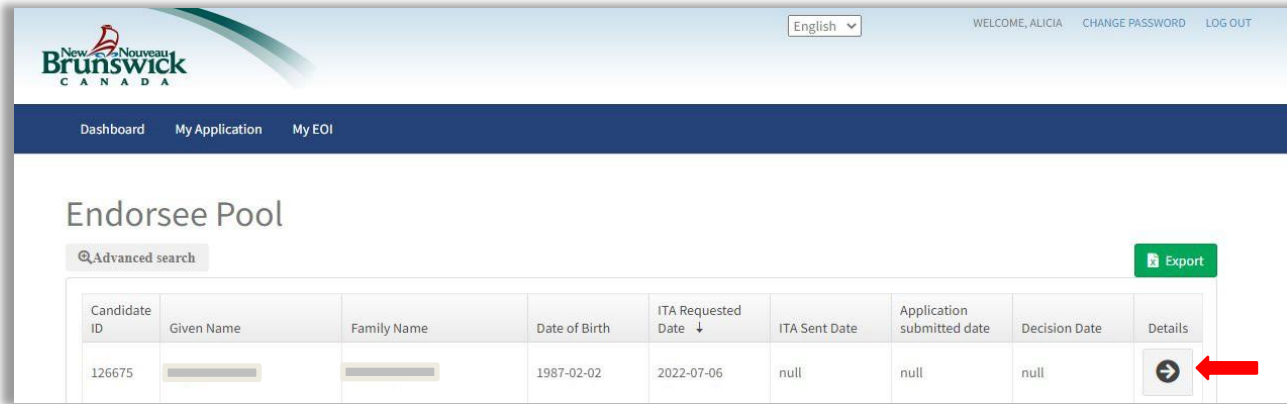 English
WELCOME, ALICIA CHANGE PASSWORD LOG OUT
New Nouveau
Brunswick
CANADA
Dashboard My Application My EOI
Endorsee Pool
Advanced search
Export
Candidate ID Given Name Family Name Date of Birth ITA Requested Date ↓ ITA Sent Date Application submitted date Decision Date Details
126675 1987-02-02 2022-07-06 null null null